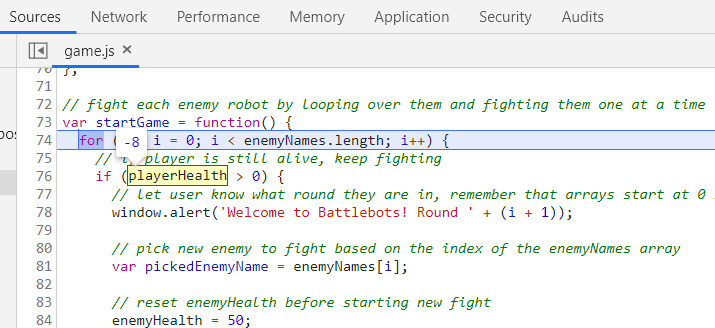 Sources Network Performance Memory Application Security Audits
game.js ×
70 };
71
72 // fight each enemy robot by looping over them and fighting them one at a time
73 var startGame = function() {
74 for ( -8 i = 0; i < enemyNames.length; i++) {
75 // player is still alive, keep fighting
76 if (playerHealth > 0) {
77 // let user know what round they are in, remember that arrays start at 0
78 window.alert('Welcome to Battlebots! Round ' + (i + 1));
79
80 // pick new enemy to fight based on the index of the enemyNames array
81 var pickedEnemyName = enemyNames[i];
82
83 // reset enemyHealth before starting new fight
84 enemyHealth = 50;